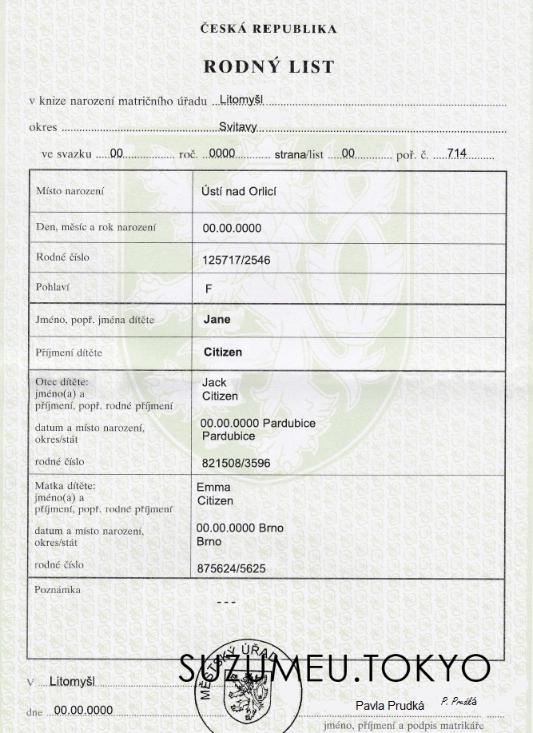 ČESKÁ REPUBLIKA
RODNÝ LIST
v knize narození matričního úřadu Litomyšl
okres Svitavy
ve svazku 00 roč. 0000 strana/list 00 poř. č. 714
Místo narození Ústí nad Orlicí
Den, měsíc a rok narození 00.00.0000
Rodné číslo 125717/2546
Pohlaví F
Jméno, popř. jména dítěte Jane
Příjmení dítěte Citizen
Otec dítěte: Jack
jméno(a) a Citizen
příjmení, popř. rodné příjmení
datum a místo narození, 00.00.0000 Pardubice
okres/stát Pardubice
rodné číslo 821508/3596
Matka dítěte: Emma
jméno(a) a Citizen
příjmení, popř. rodné příjmení
datum a místo narození, 00.00.0000 Brno
okres/stát Brno
rodné číslo 875624/5625
Poznámka
---
MĚSTSKÝ ÚŘAD
SUZUMEU.TOKYO
V Litomyšl
dne 00.00.0000
Pavla Prudká P. Prudká
jméno, příjmení a podpis matrikáře